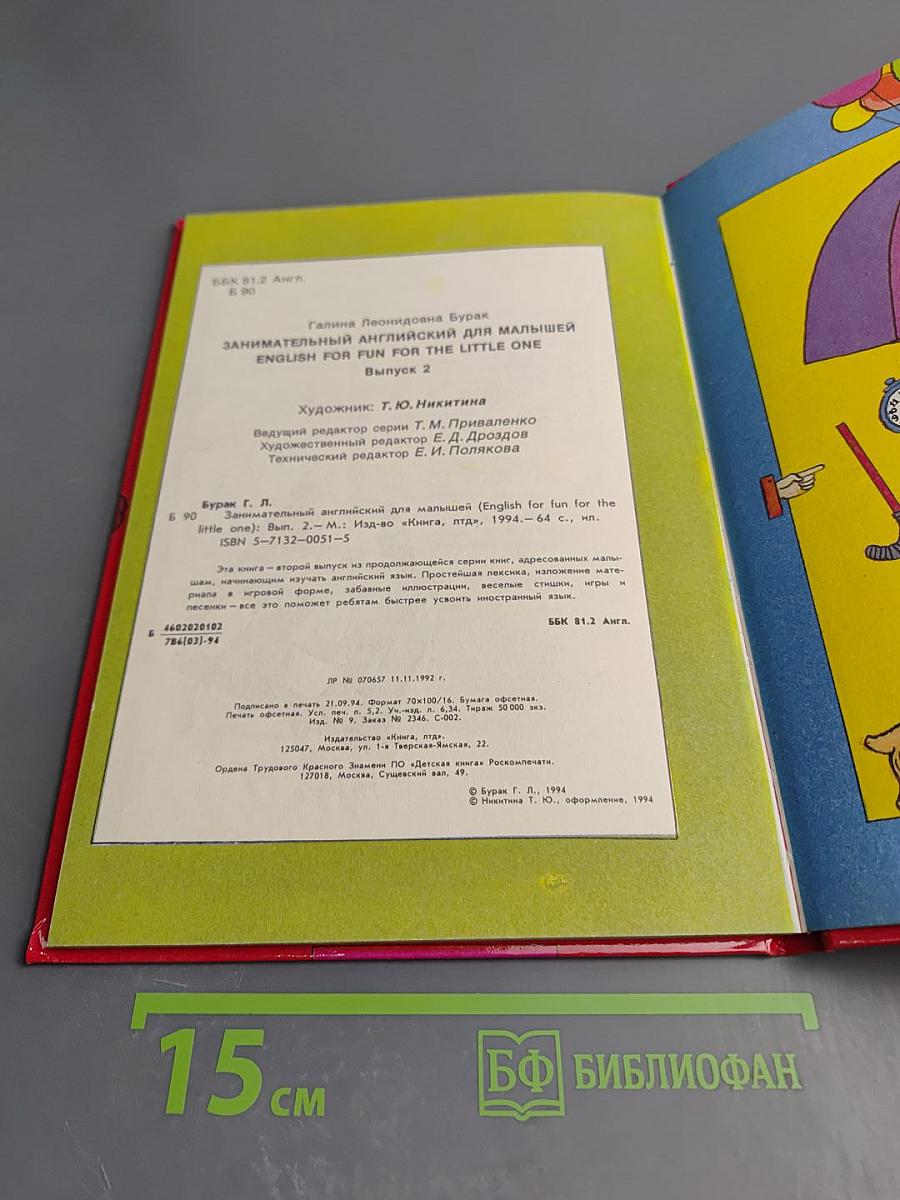 ББК 81.2 Англ.
Б 90
Галина Леонидовна Бурак
ЗАНИМАТЕЛЬНЫЙ АНГЛИЙСКИЙ ДЛЯ МАЛЫШЕЙ
ENGLISH FOR FUN FOR THE LITTLE ONE
Выпуск 2
Художник: Т. Ю. Никитина
Ведущий редактор серии Т. М. Приваленко
Художественный редактор Е. Д. Дроздов
Технический редактор Е. И. Полякова
Бурак Г. Л.
Б 90 Занимательный английский для малышей (English for fun for the
little one): Вып. 2.— М.: Изд-во «Книга, лтд», 1994.— 64 с., ил.
ISBN 5—7132—0051—5
Эта книга — второй выпуск из продолжающейся серии книг, адресованных малы-
шам, начинающим изучать английский язык. Простейшая лексика, изложение мате-
риала в игровой форме, забавные иллюстрации, веселые стишки, игры и
песенки — все это поможет ребятам быстрее усвоить иностранный язык.
Б 4602020102
7В6(03)-94
ББК 81.2 Англ.
ЛР № 070657 11.11.1992 г.
Подписано в печать 21.09.94. Формат 70×100/16. Бумага офсетная.
Печать офсетная. Усл. печ. л. 5,2. Уч.-изд. л. 6,34. Тираж 50 000 экз.
Изд. № 9. Заказ № 2346. С-002.
Издательство «Книга, лтд».
125047, Москва, ул. 1-я Тверская-Ямская, 22.
Ордена Трудового Красного Знамени ПО «Детская книга» Роскомпечати.
127018, Москва, Сущевский вал, 49.
© Бурак Г. Л., 1994
© Никитина Т. Ю., оформление, 1994
15 см
БФ БИБЛИОФАН